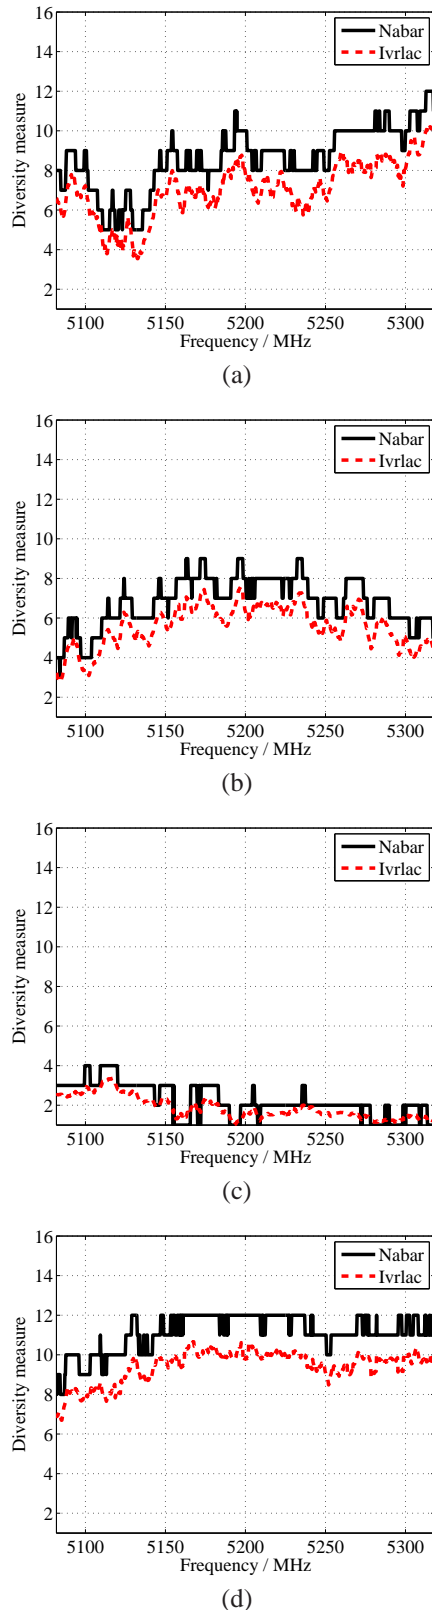 16
14
12
10
8
6
4
2
Diversity measure
Nabar
Ivrlac
5100 5150 5200 5250 5300
Frequency / MHz
(a)
16
14
12
10
8
6
4
2
Diversity measure
Nabar
Ivrlac
5100 5150 5200 5250 5300
Frequency / MHz
(b)
16
14
12
10
8
6
4
2
Diversity measure
Nabar
Ivrlac
5100 5150 5200 5250 5300
Frequency / MHz
(c)
16
14
12
10
8
6
4
2
Diversity measure
Nabar
Ivrlac
5100 5150 5200 5250 5300
Frequency / MHz
(d)